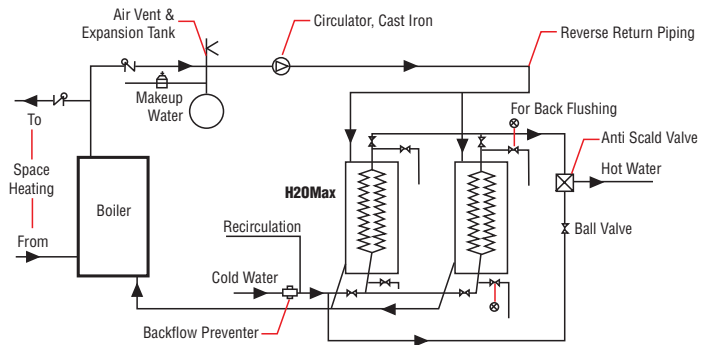 Air Vent &
Expansion Tank
Circulator, Cast Iron
Reverse Return Piping
Makeup
Water
For Back Flushing
To
Anti Scald Valve
Space
Heating
Hot Water
H2OMax
Boiler
Recirculation
Ball Valve
From
Cold Water
Backflow Preventer